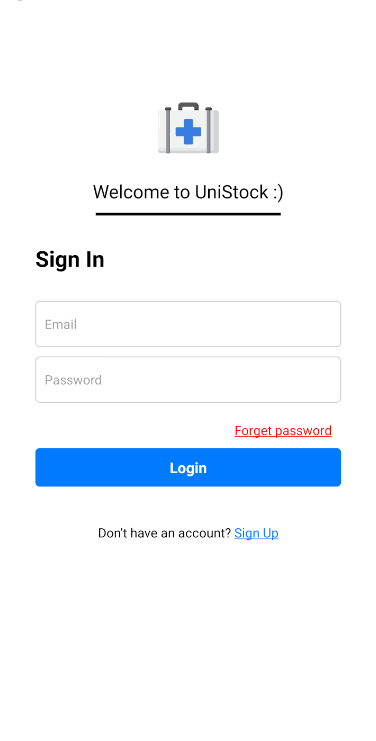 Welcome to UniStock :)
Sign In
Email
Password
Forget password
Login
Don't have an account? Sign Up